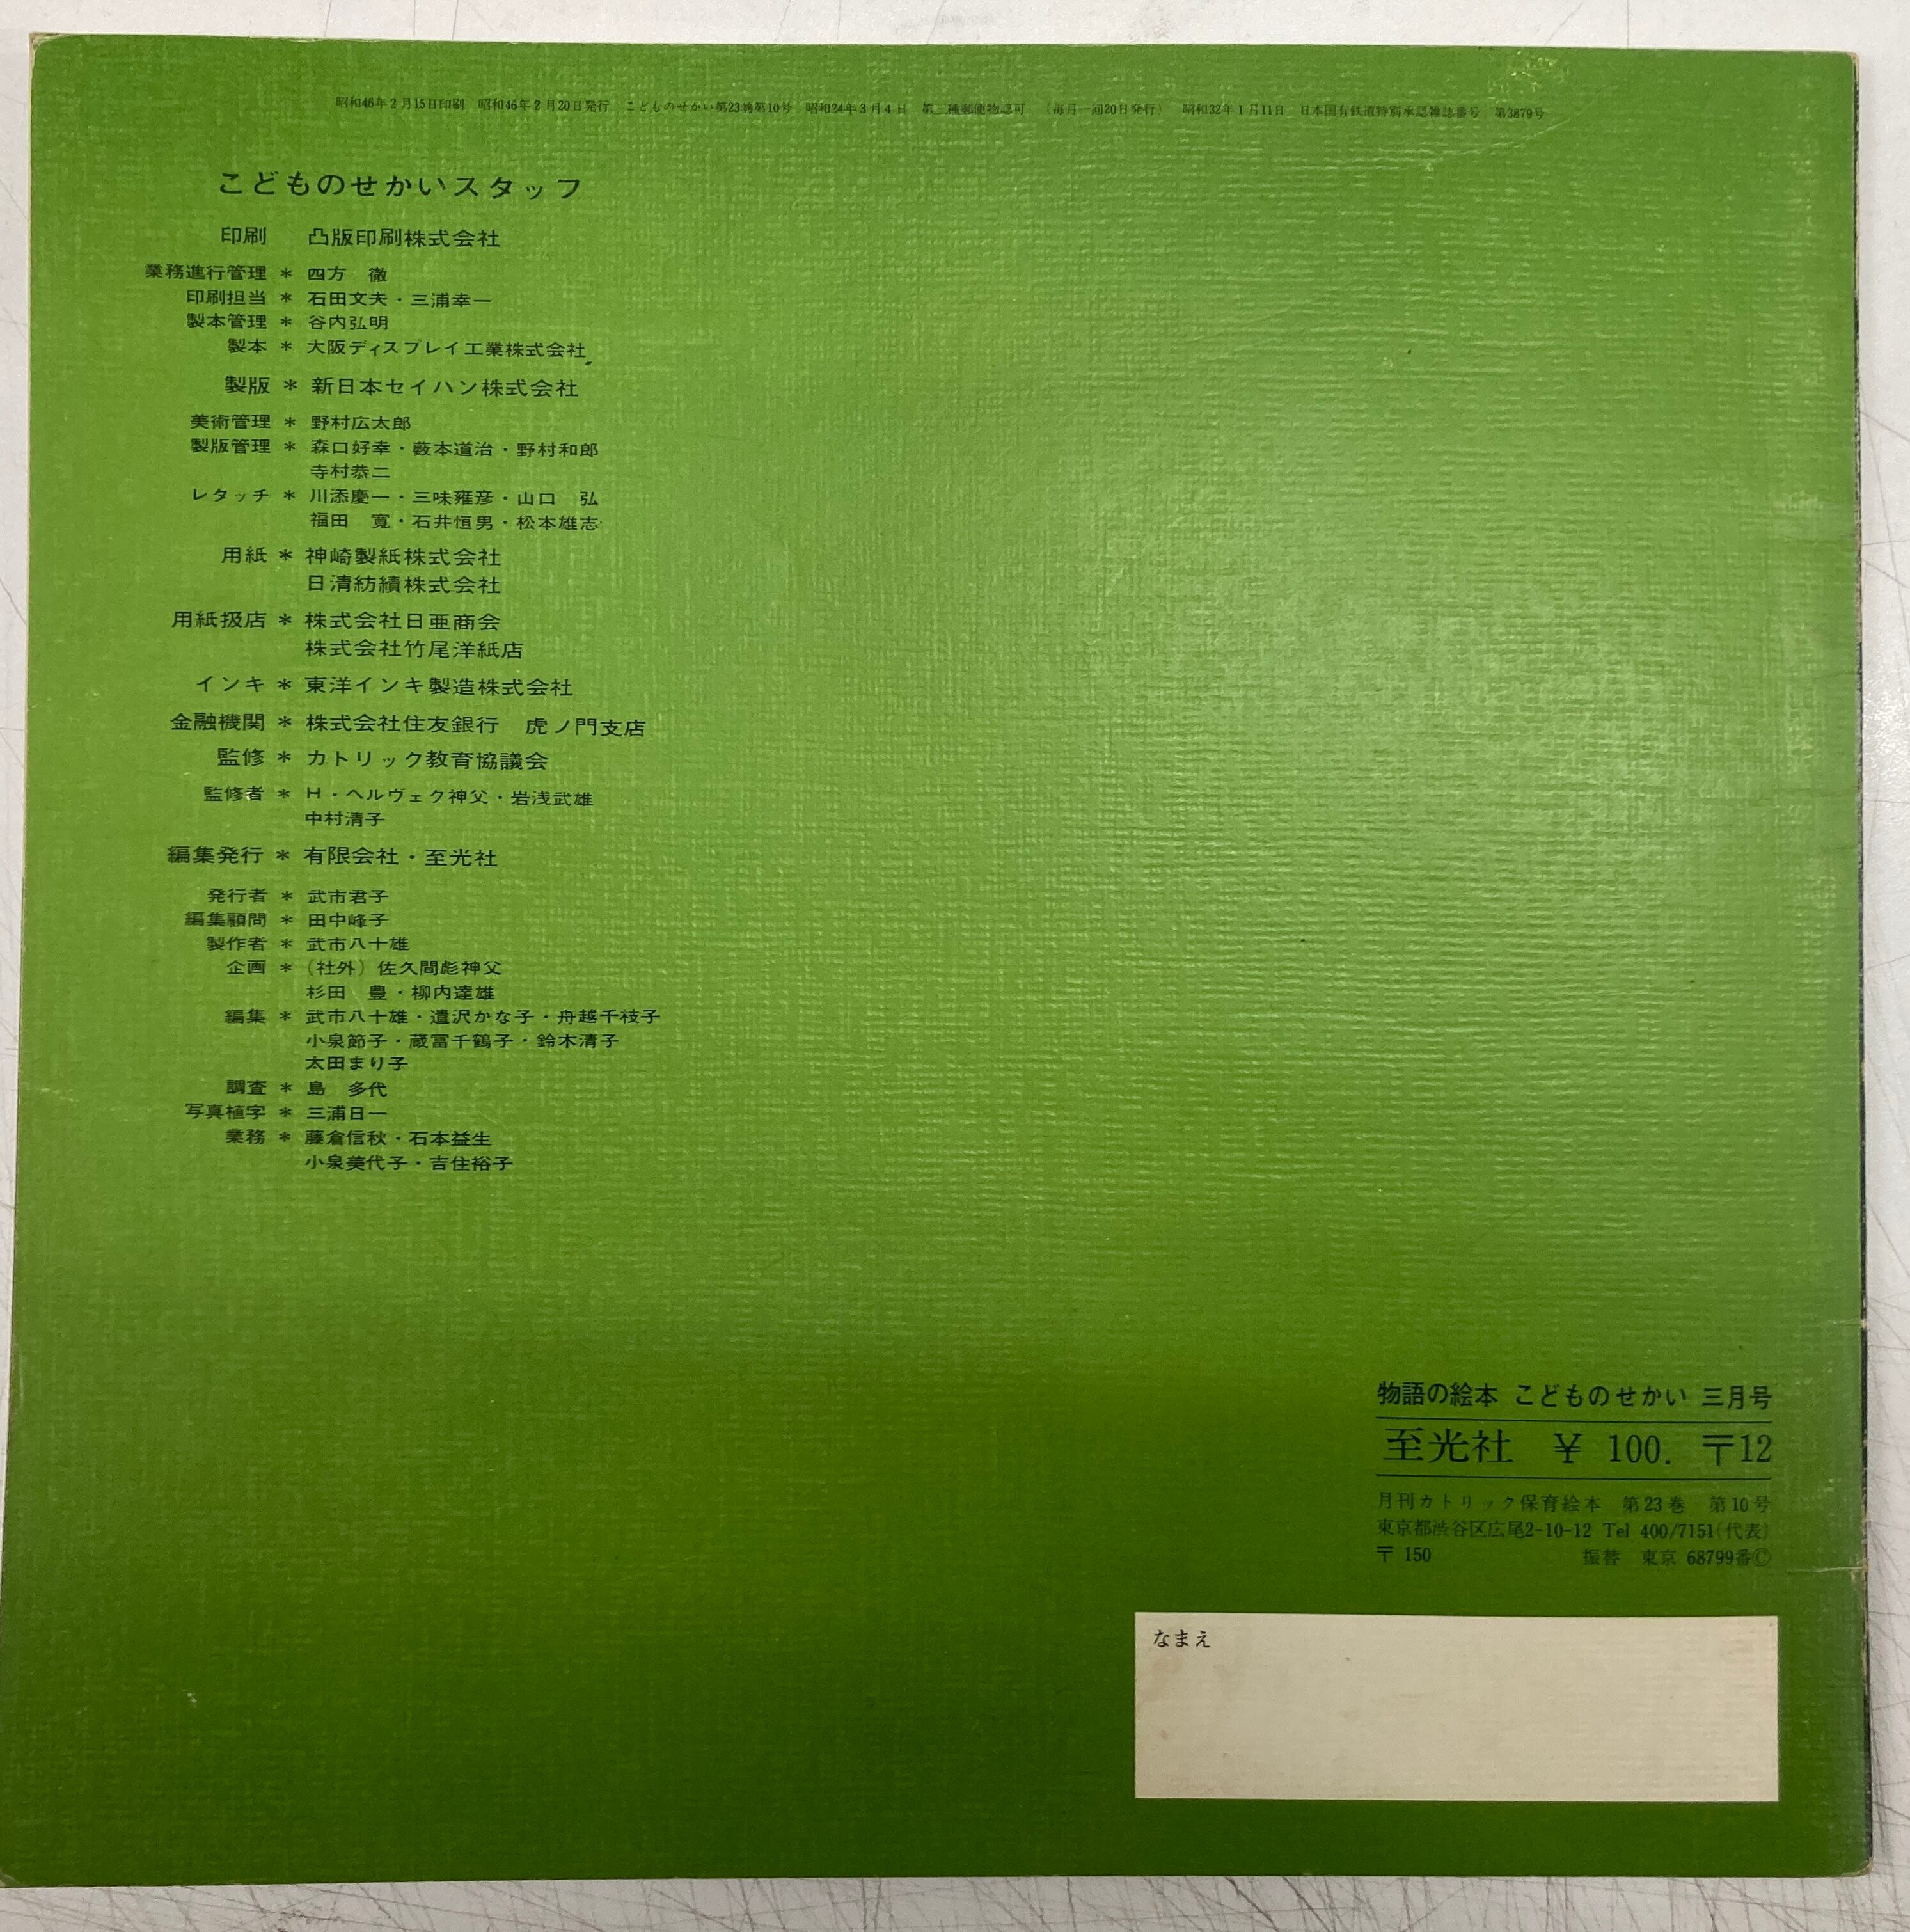 昭和46年2月15日印刷　昭和46年2月20日発行　こどものせかい第23巻第10号　昭和24年3月4日　第三種郵便物認可　（毎月一回20日発行）　昭和32年1月11日　日本国有鉄道特別承認雑誌番号　第3879号
こどものせかいスタッフ
印刷　凸版印刷株式会社
業務進行管理 * 四方　徹
印刷担当 * 石田文夫・三浦幸一
製本管理 * 谷内弘明
製本 * 大阪ディスプレイ工業株式会社
製版 * 新日本セイハン株式会社
美術管理 * 野村広太郎
製版管理 * 森口好幸・薮本道治・野村和郎
寺村恭二
レタッチ * 川添慶一・三味雍彦・山口　弘
福田　寛・石井恒男・松本雄志
用紙 * 神崎製紙株式会社
日清紡績株式会社
用紙扱店 * 株式会社日亜商会
株式会社竹尾洋紙店
インキ * 東洋インキ製造株式会社
金融機関 * 株式会社住友銀行　虎ノ門支店
監修 * カトリック教育協議会
監修者 * H・ヘルヴェク神父・岩浅武雄
中村清子
編集発行 * 有限会社・至光社
発行者 * 武市君子
編集顧問 * 田中峰子
製作者 * 武市八十雄
企画 * （社外）佐久間彪神父
杉田　豊・柳内達雄
編集 * 武市八十雄・遣沢かな子・舟越千枝子
小泉節子・蔵冨千鶴子・鈴木清子
太田まり子
調査 * 島　多代
写真植字 * 三浦日一
業務 * 藤倉信秋・石本益生
小泉美代子・吉住裕子
物語の絵本 こどものせかい 三月号
至光社　¥ 100.　〒12
月刊カトリック保育絵本　第23巻　第10号
東京都渋谷区広尾2-10-12 Tel 400/7151（代表）
〒 150　振替　東京 68799番©
なまえ